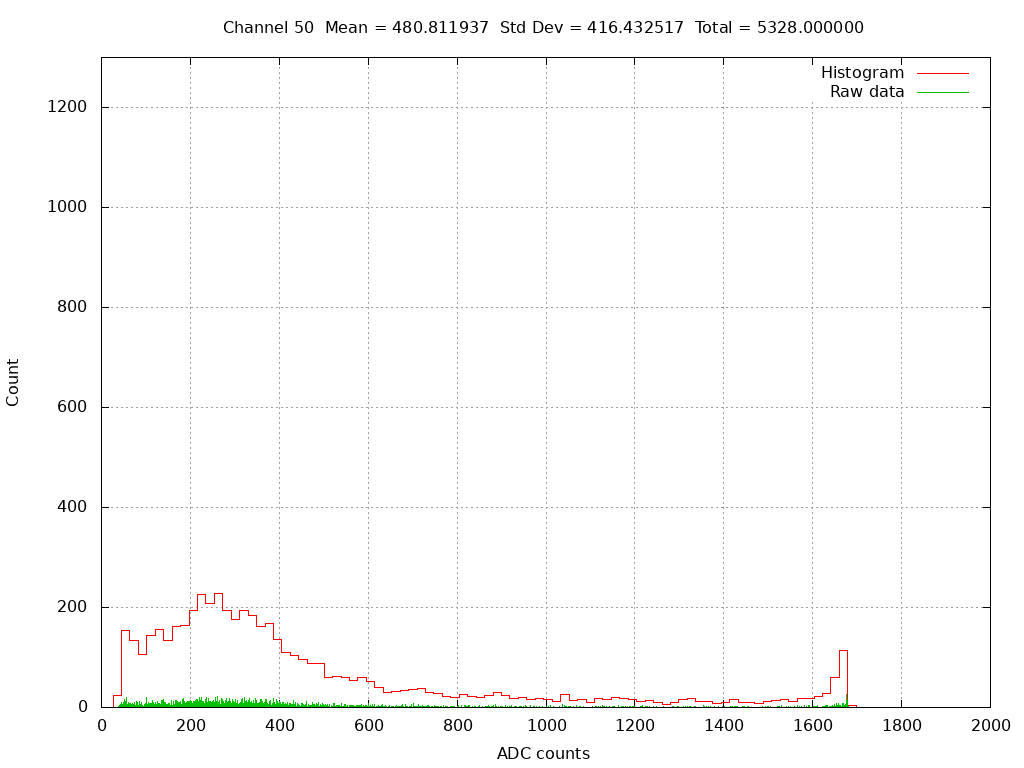 Channel 50  Mean = 480.811937  Std Dev = 416.432517  Total = 5328.000000
Histogram
Raw data
1200
1000
800
600
400
200
0
Count
0 200 400 600 800 1000 1200 1400 1600 1800 2000
ADC counts